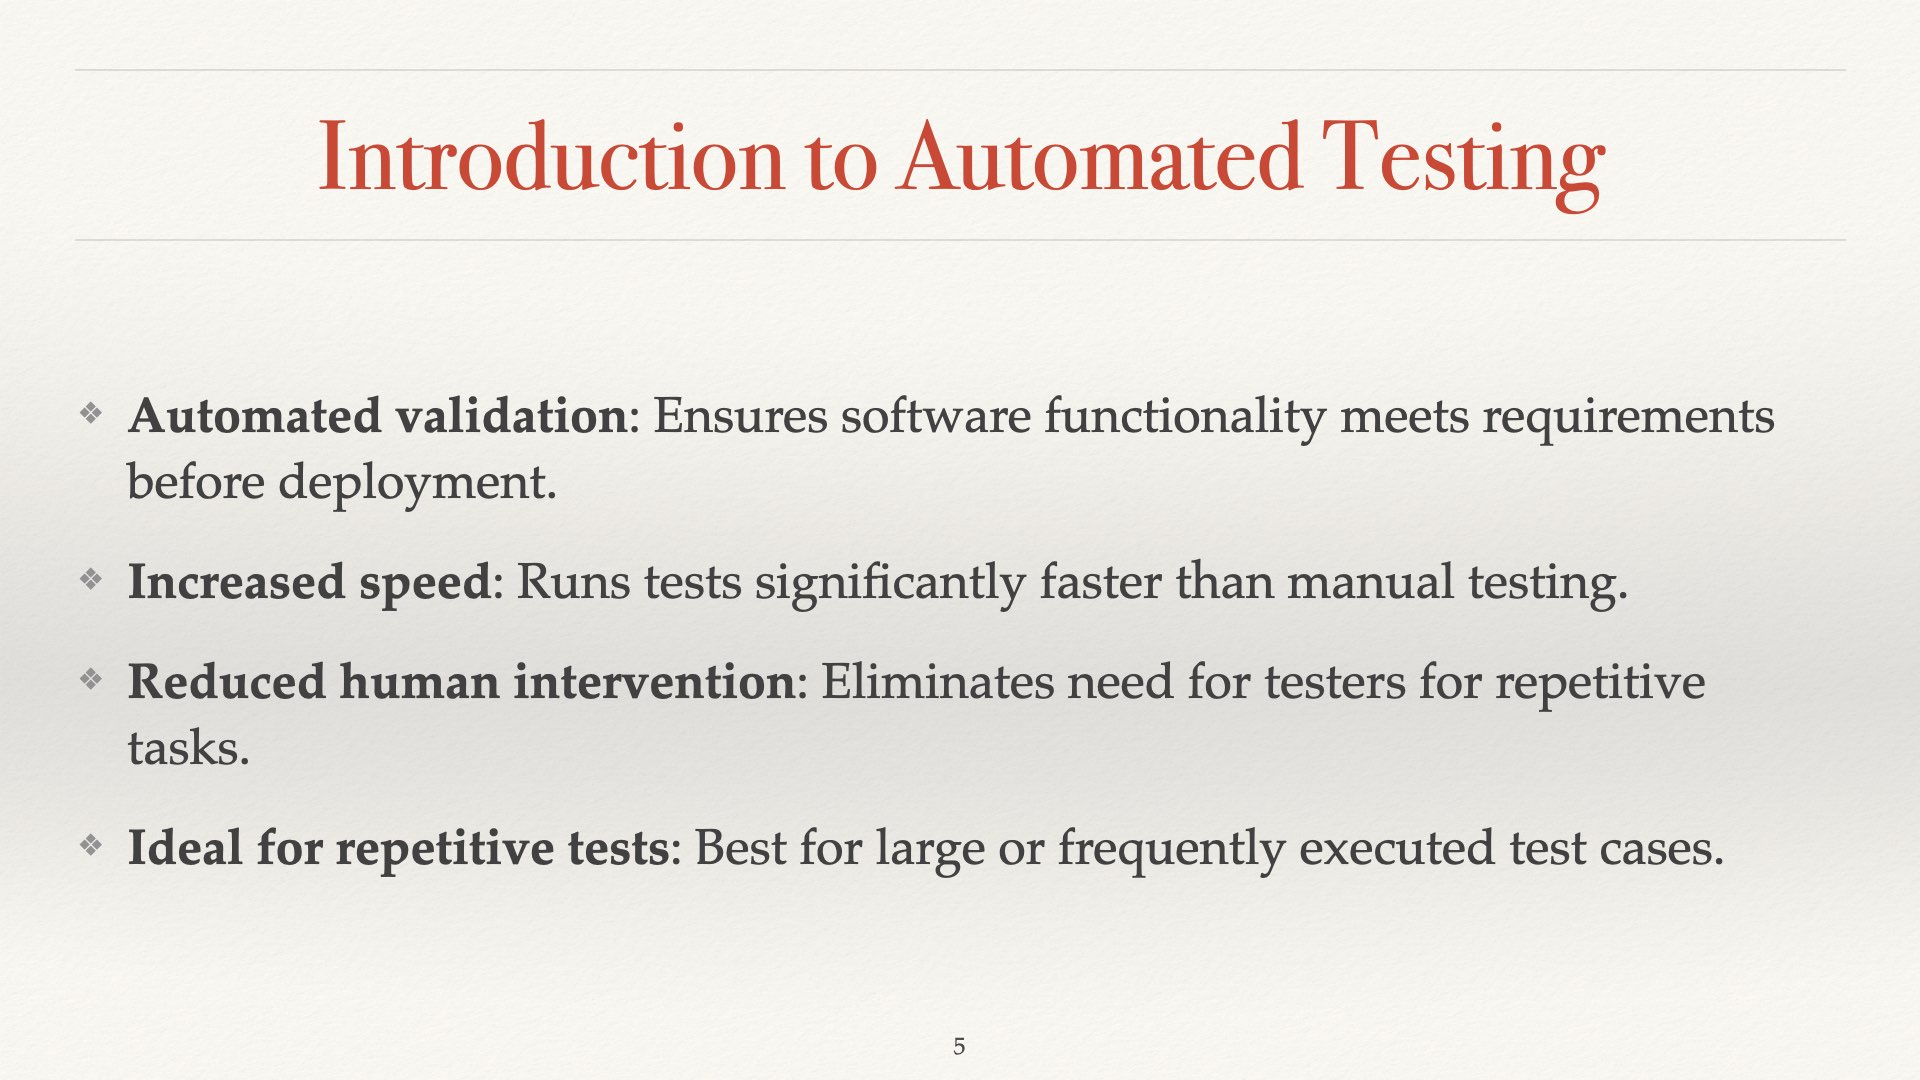 Introduction to Automated Testing
❖ Automated validation: Ensures software functionality meets requirements
before deployment.
❖ Increased speed: Runs tests significantly faster than manual testing.
❖ Reduced human intervention: Eliminates need for testers for repetitive
tasks.
❖ Ideal for repetitive tests: Best for large or frequently executed test cases.
5